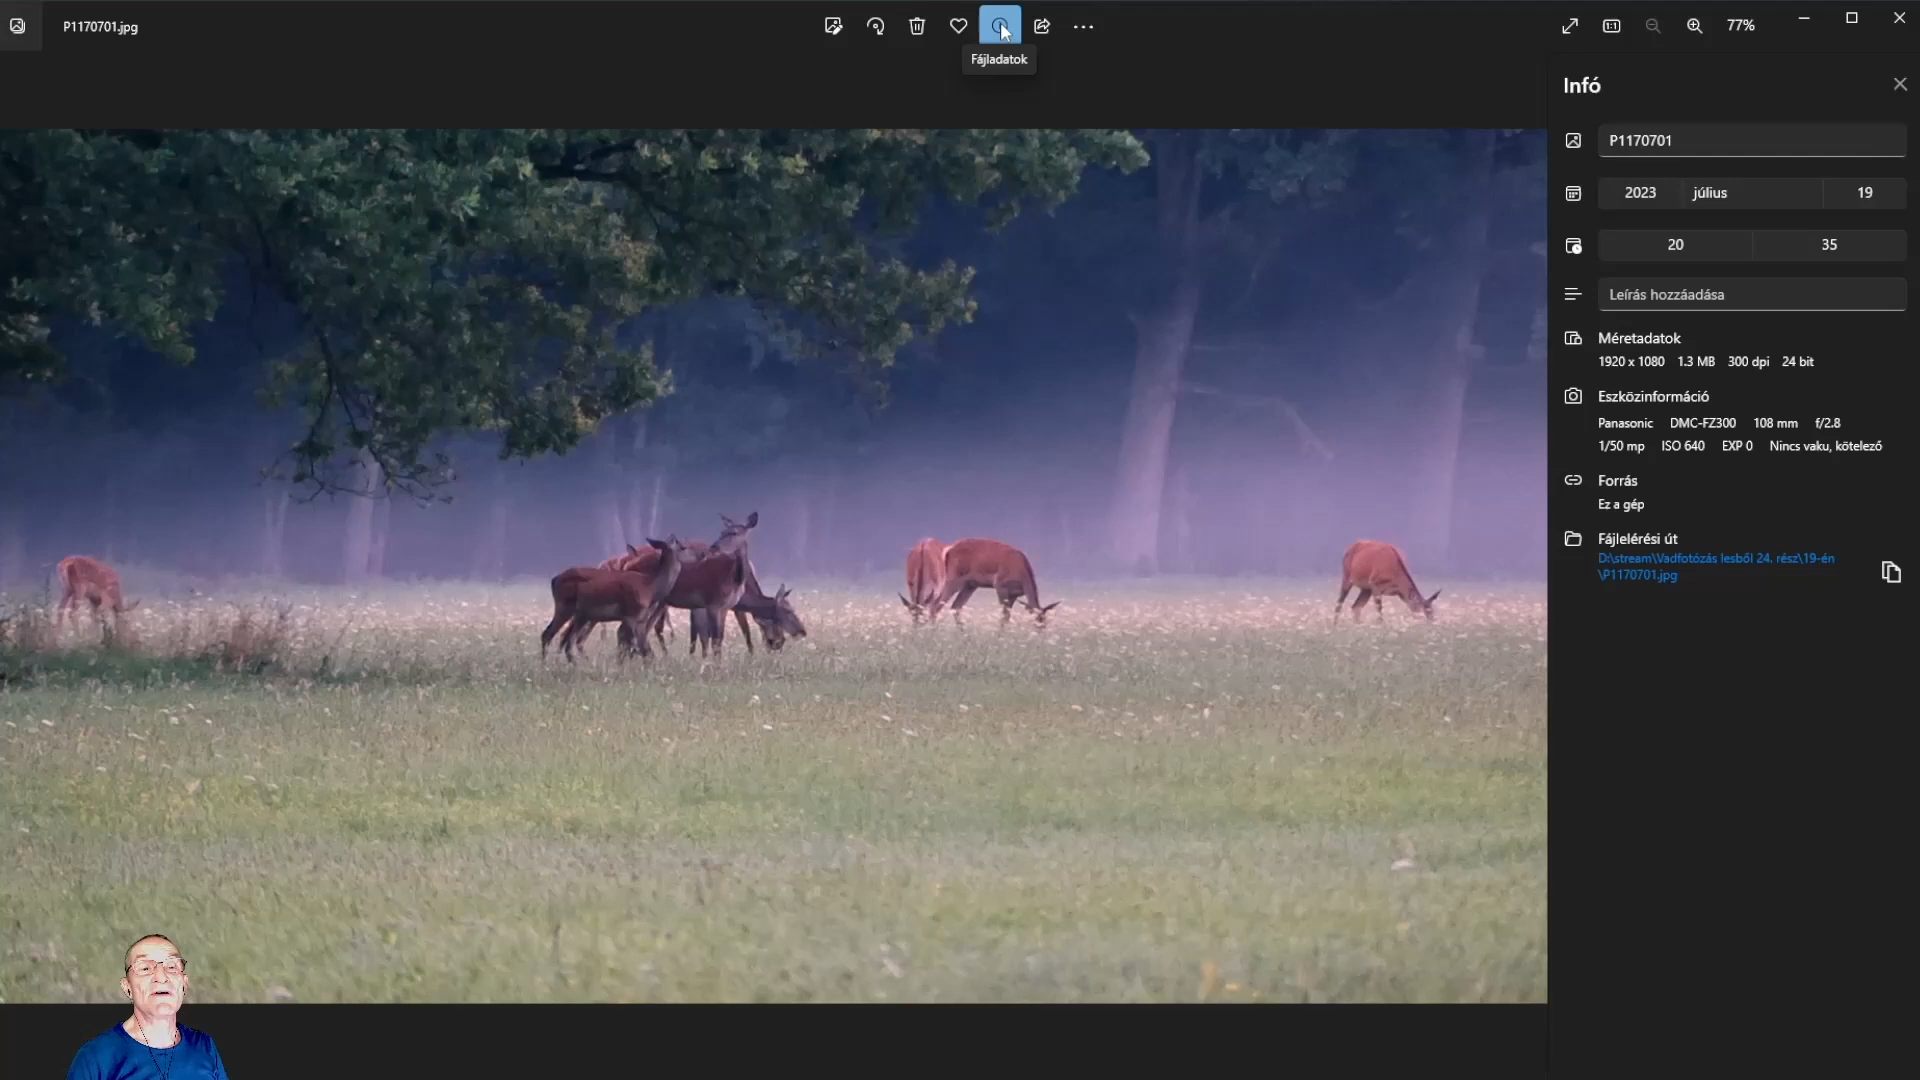 P1170701.jpg
1:1
77%
Fájladatok
Infó
P1170701
2023 július 19
20 35
Leírás hozzáadása
Méretadatok
1920 x 1080 1.3 MB 300 dpi 24 bit
Eszközinformáció
Panasonic DMC-FZ300 108 mm f/2.8
1/50 mp ISO 640 EXP 0 Nincs vaku, kötelező
Forrás
Ez a gép
Fájlelérési út
D:\stream\Vadfotózás lesből 24. rész\19-én
\P1170701.jpg